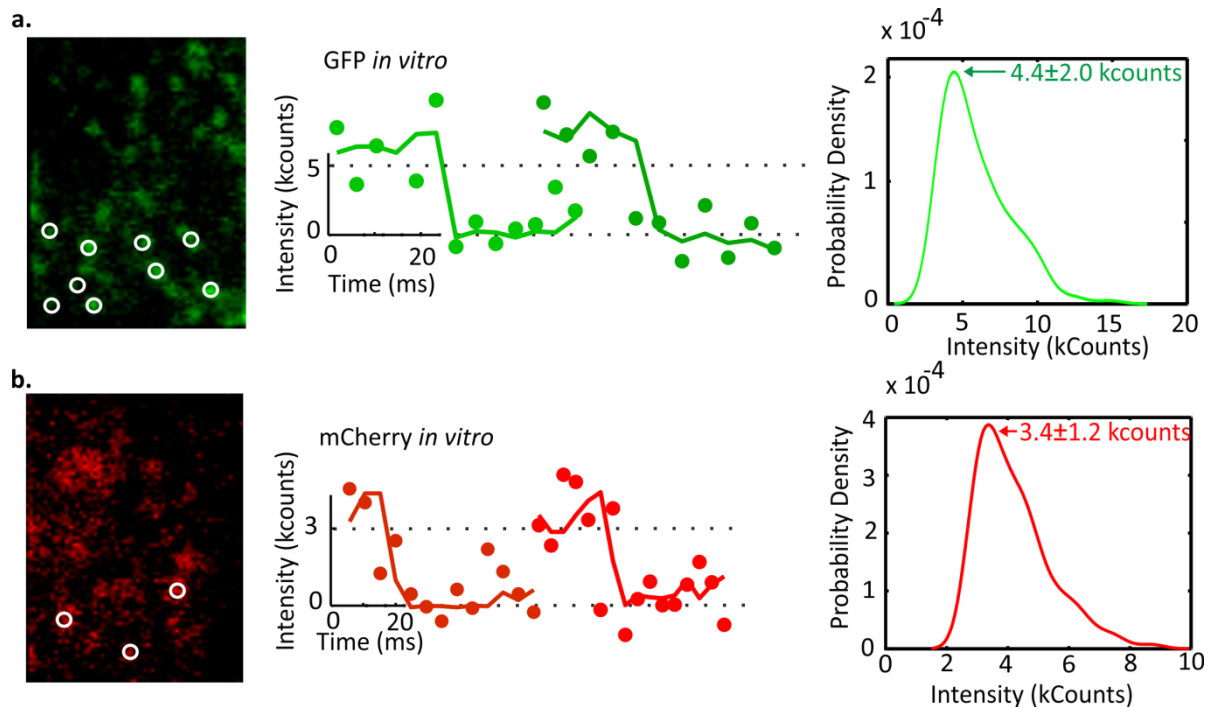 a.
GFP in vitro
Intensity (kcounts)
5
0
0
20
Time (ms)
x 10-4
Probability Density
2
1
0
4.4±2.0 kcounts
0
5
10
15
20
Intensity (kCounts)
b.
mCherry in vitro
Intensity (kcounts)
3
0
0
20
Time (ms)
x 10-4
Probability Density
4
3
2
1
0
3.4±1.2 kcounts
0
2
4
6
8
10
Intensity (kCounts)